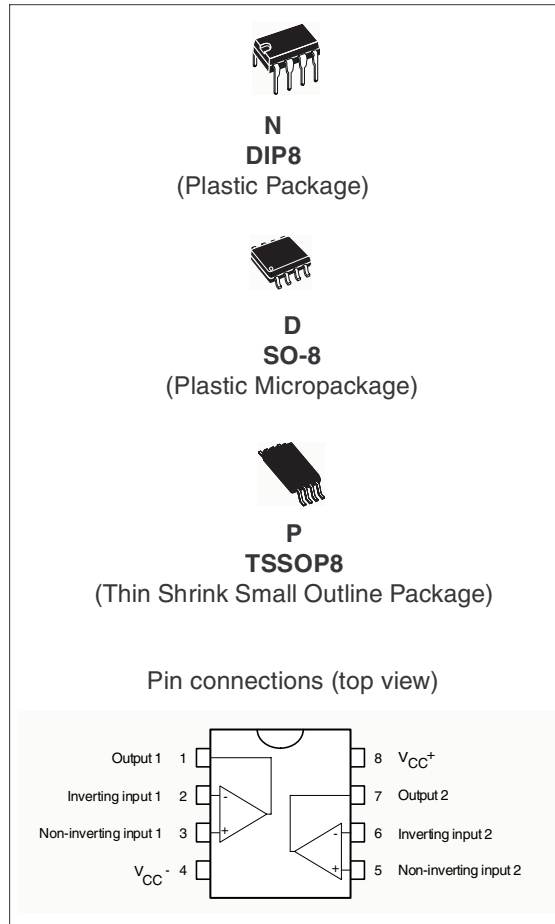 N
DIP8
(Plastic Package)
D
SO-8
(Plastic Micropackage)
P
TSSOP8
(Thin Shrink Small Outline Package)
Pin connections (top view)
Output 1 1 8 VCC+
Inverting input 1 2 - 7 Output 2
Non-inverting input 1 3 + - 6 Inverting input 2
VCC- 4 + 5 Non-inverting input 2